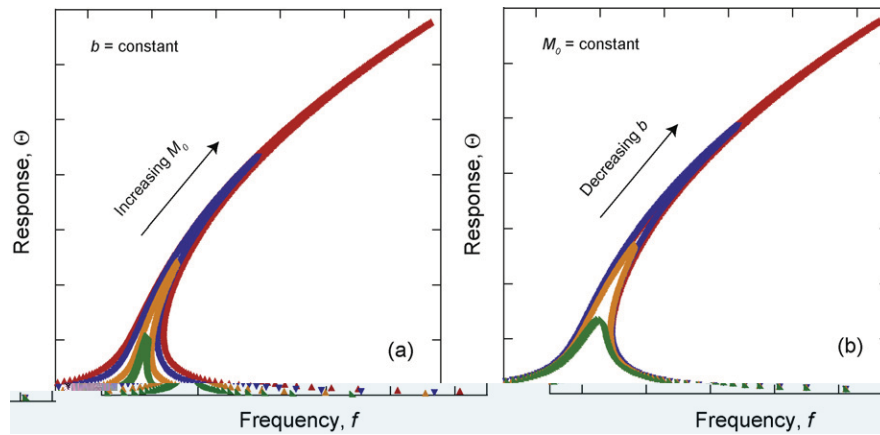 b = constant
Increasing M₀
Response, Θ
(a)
Frequency, f
M₀ = constant
Decreasing b
Response, Θ
(b)
Frequency, f